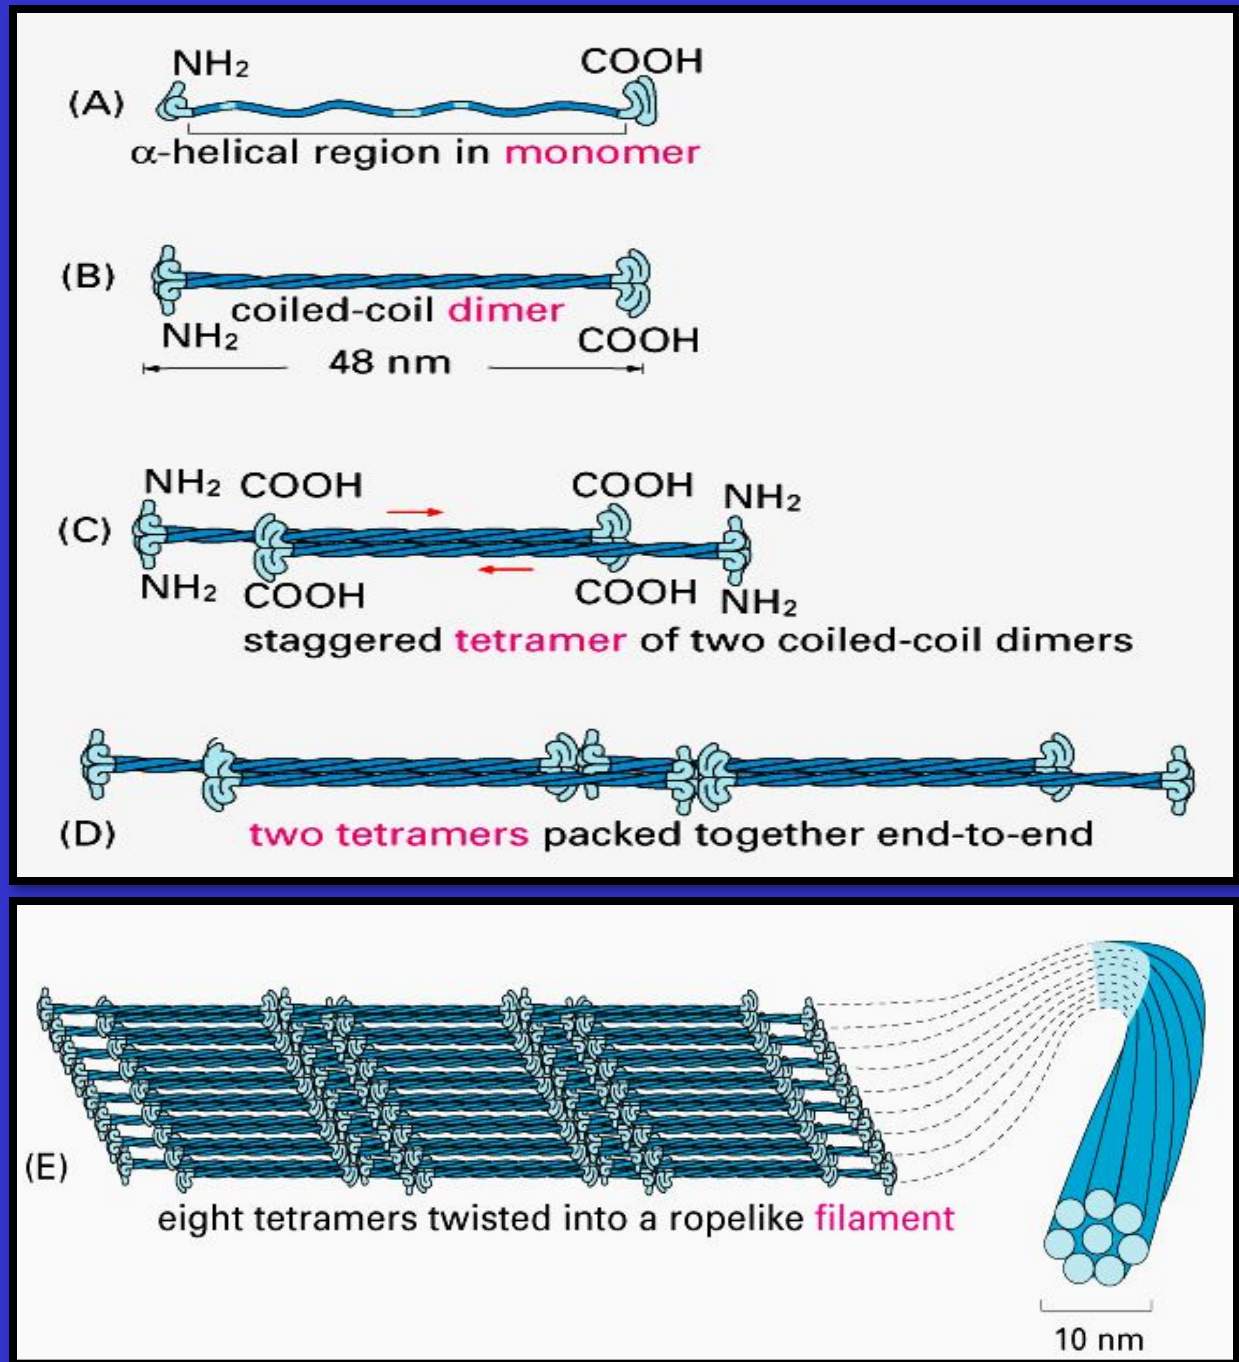 NH₂ COOH
(A)
α-helical region in monomer
(B)
coiled-coil dimer
NH₂ COOH
48 nm
NH₂ COOH COOH NH₂
(C)
NH₂ COOH COOH NH₂
staggered tetramer of two coiled-coil dimers
(D) two tetramers packed together end-to-end
(E)
eight tetramers twisted into a ropelike filament
10 nm